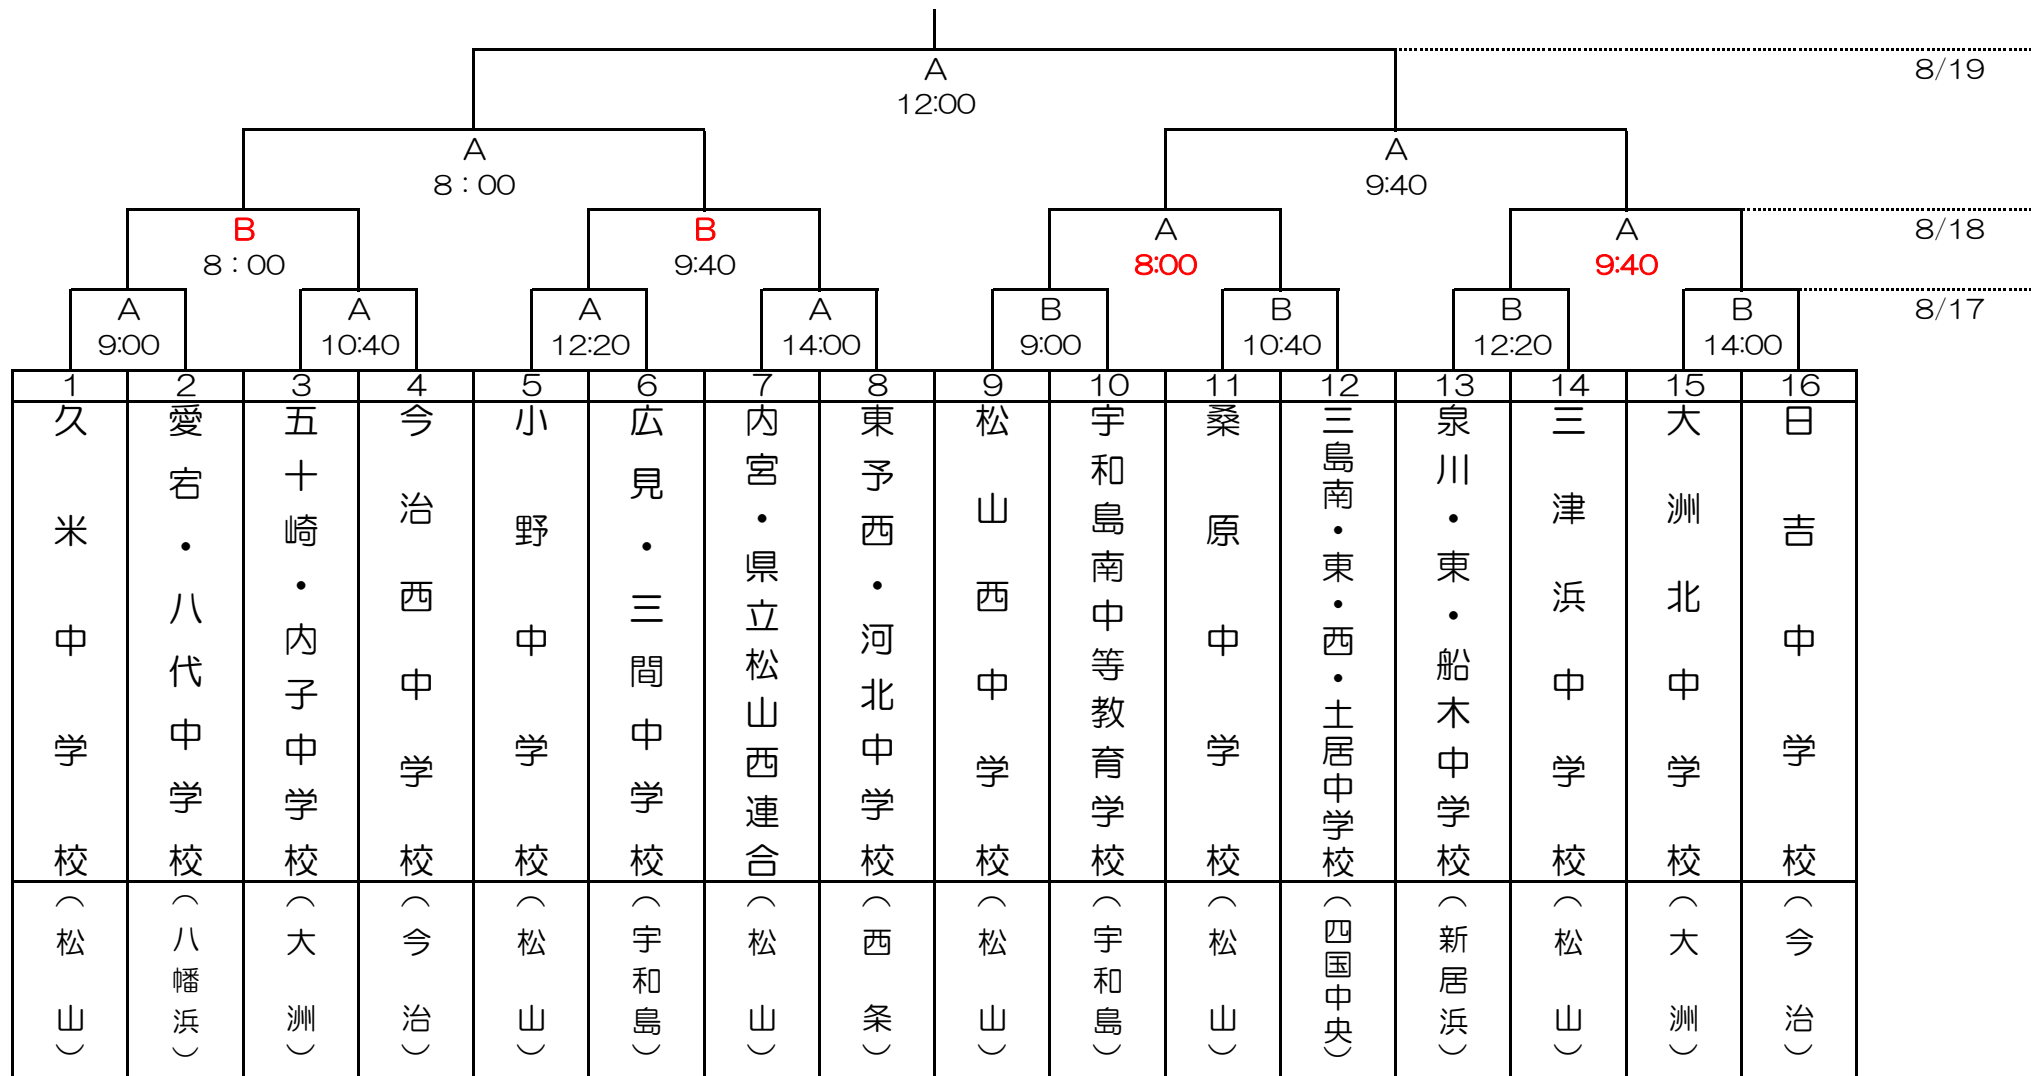 A
12:00
8/19
A
8：00
A
9:40
B
8：00
B
9:40
A
8:00
A
9:40
8/18
A
9:00
A
10:40
A
12:20
A
14:00
B
9:00
B
10:40
B
12:20
B
14:00
8/17
1
2
3
4
5
6
7
8
9
10
11
12
13
14
15
16
久米中学校
愛宕・八代中学校
五十崎・内子中学校
今治西中学校
小野中学校
広見・三間中学校
内宮・県立松山西連合
東予西・河北中学校
松山西中学校
宇和島南中等教育学校
桑原中学校
三島南・東・西・土居中学校
泉川・東・船木中学校
三津浜中学校
大洲北中学校
日吉中学校
（松山）
（八幡浜）
（大洲）
（今治）
（松山）
（宇和島）
（松山）
（西条）
（松山）
（宇和島）
（松山）
（四国中央）
（新居浜）
（松山）
（大洲）
（今治）